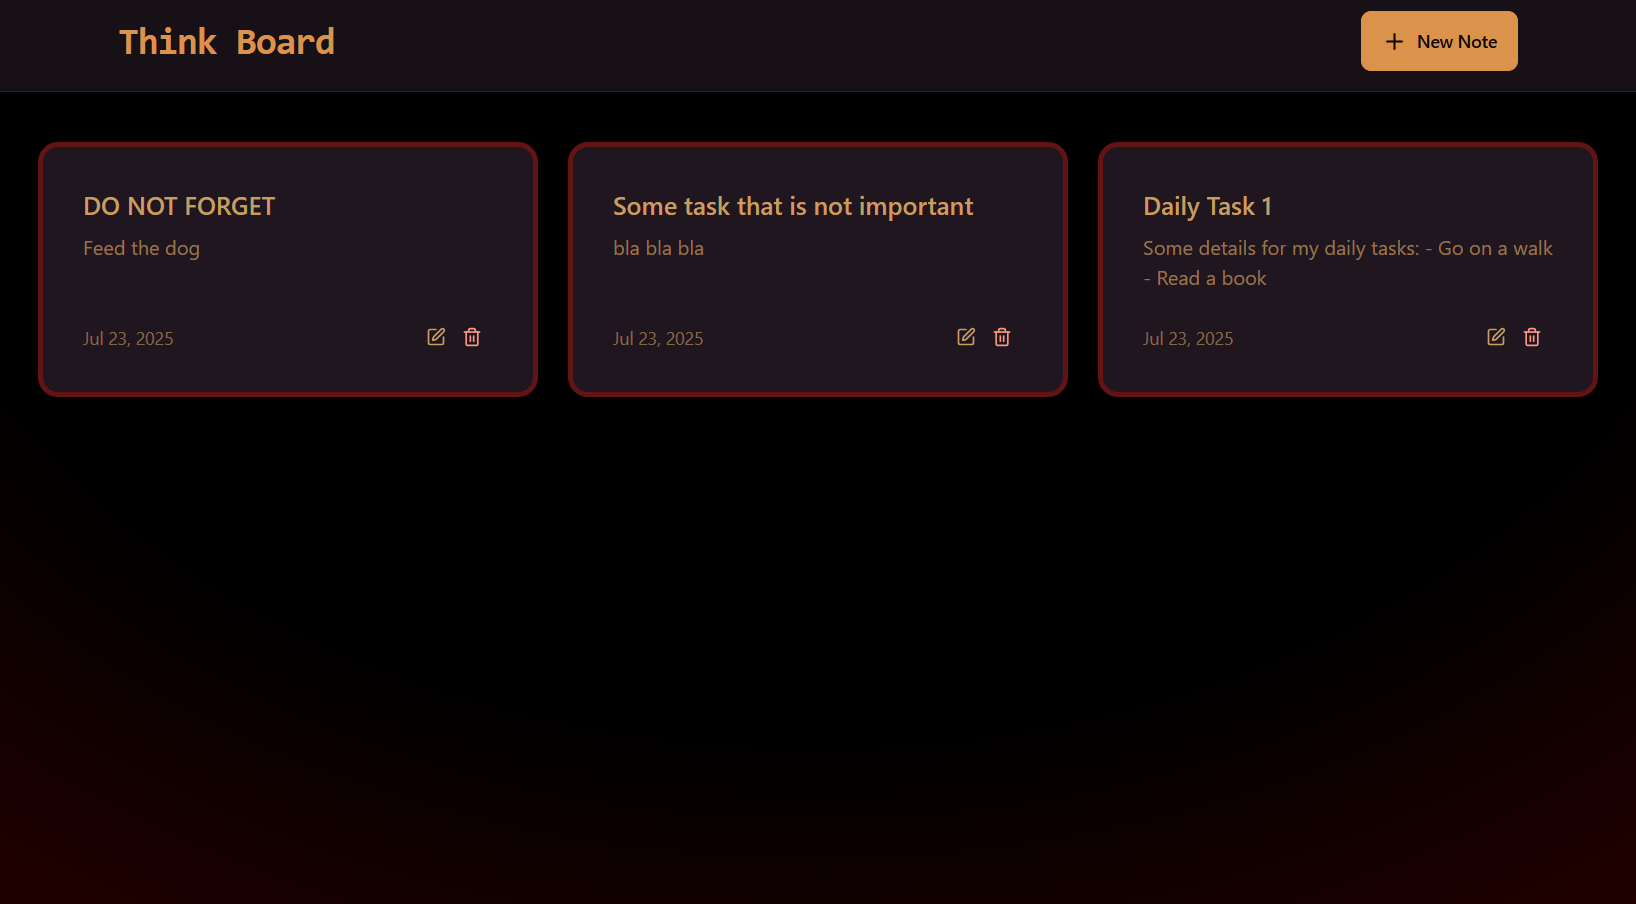 Think Board
New Note
DO NOT FORGET
Feed the dog
Jul 23, 2025
Some task that is not important
bla bla bla
Jul 23, 2025
Daily Task 1
Some details for my daily tasks: - Go on a walk
- Read a book
Jul 23, 2025